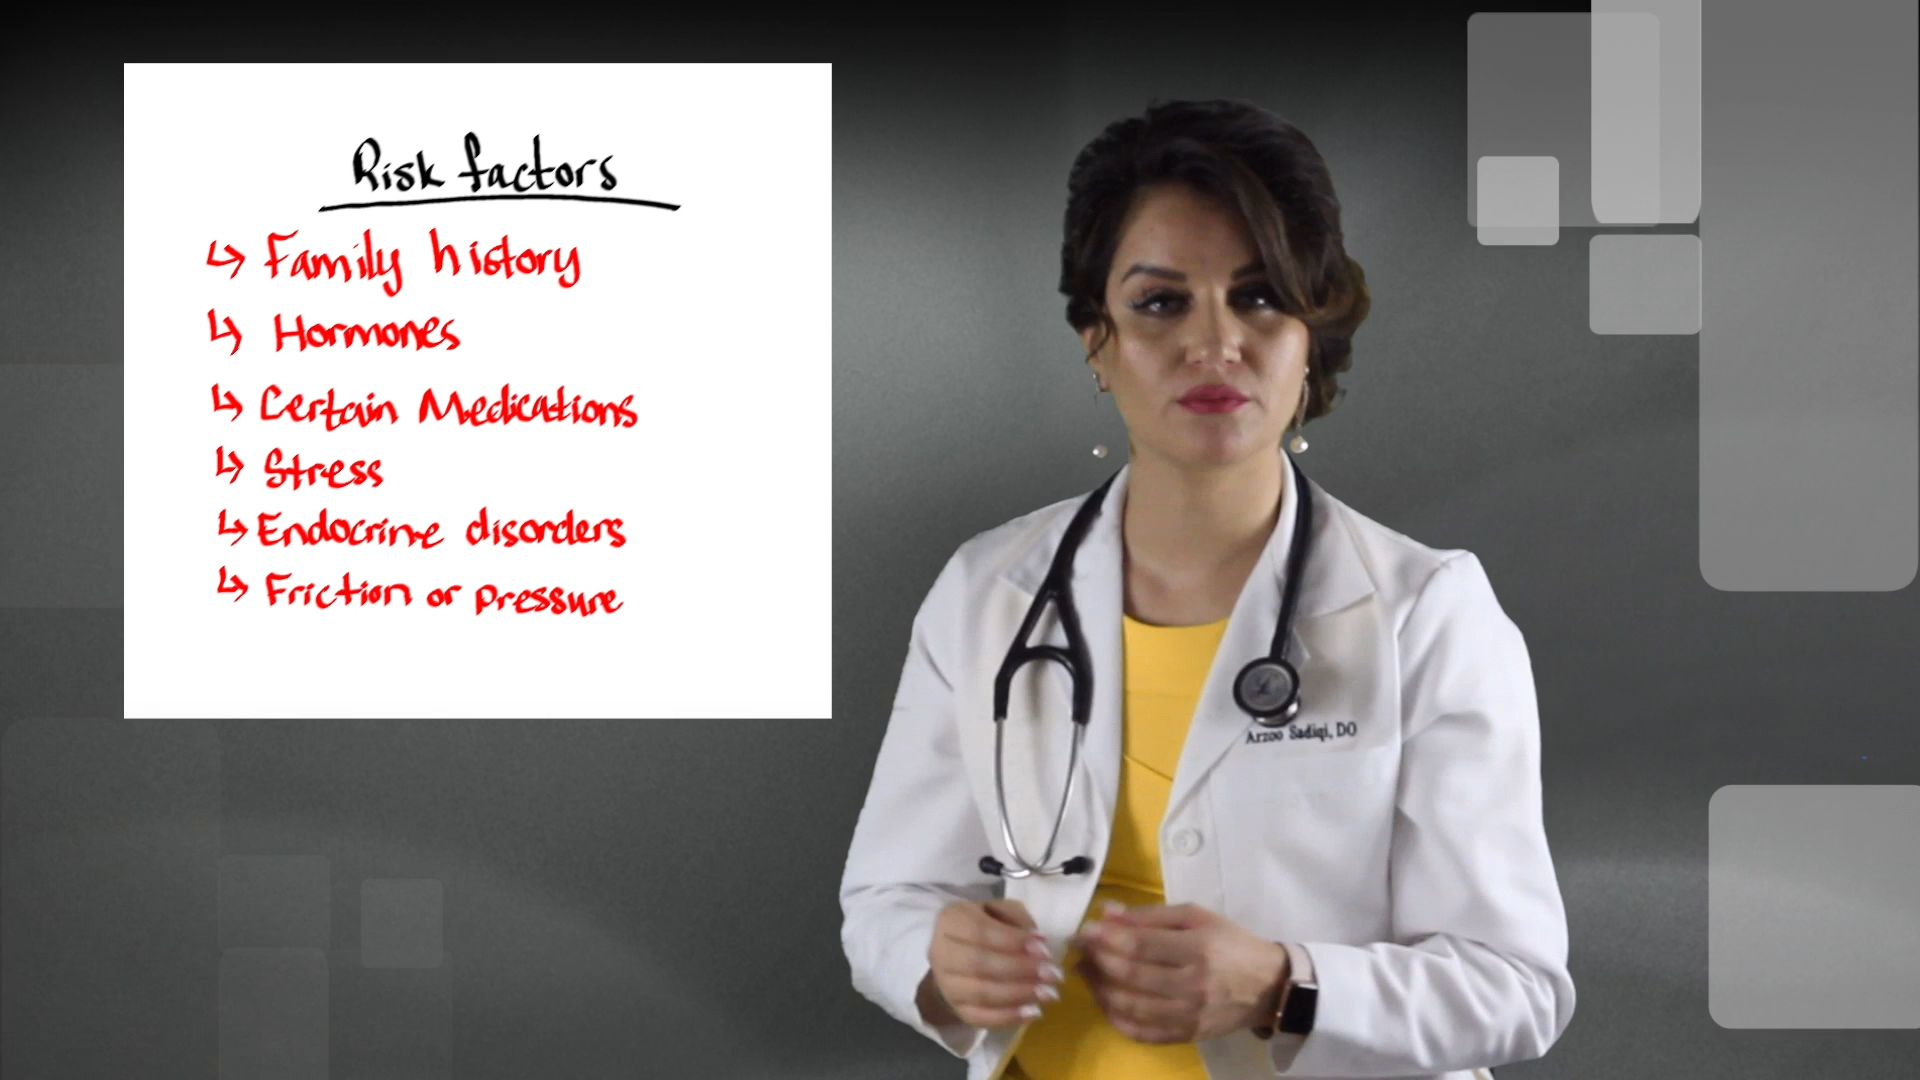 Risk factors
↳ Family history
↳ Hormones
↳ Certain Medications
↳ Stress
↳ Endocrine disorders
↳ Friction or pressure
Arzoo Sadiqi, DO